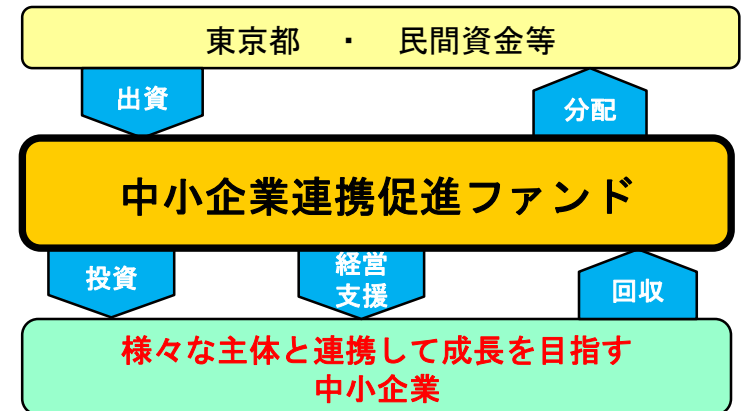 東京都　・　民間資金等
出資
分配
中小企業連携促進ファンド
投資
経営
支援
回収
様々な主体と連携して成長を目指す
中小企業